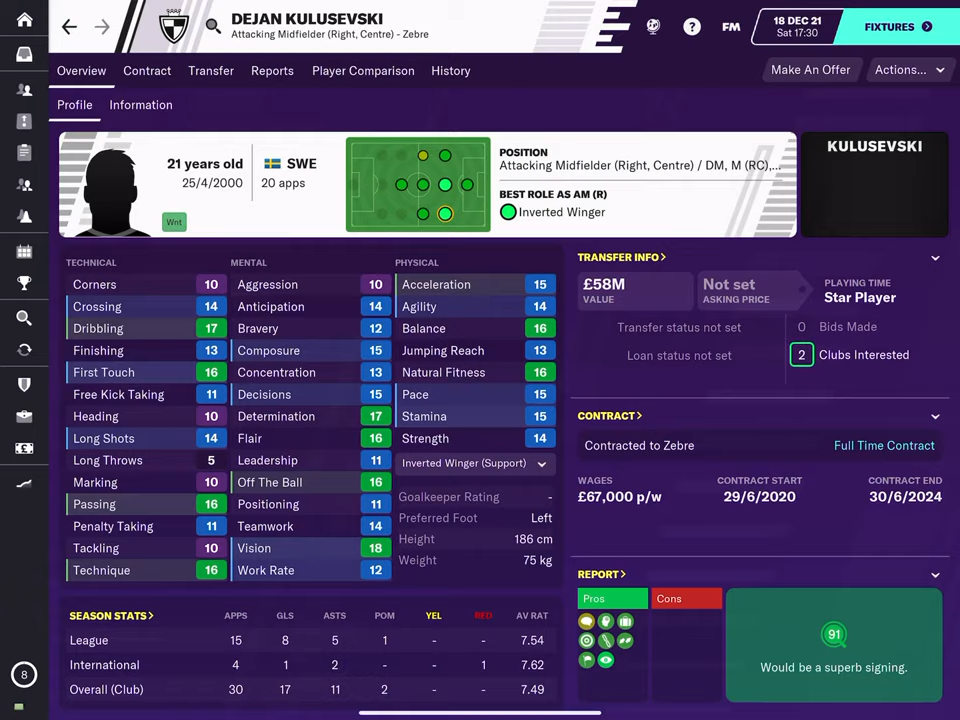 DEJAN KULUSEVSKI
Attacking Midfielder (Right, Centre) - Zebre
?
FM
18 DEC 21
Sat 17:30
FIXTURES
Overview Contract Transfer Reports Player Comparison History
Make An Offer Actions...
Profile Information
21 years old
25/4/2000
SWE
20 apps
Wnt
POSITION
Attacking Midfielder (Right, Centre) / DM, M (RC),...
BEST ROLE AS AM (R)
Inverted Winger
KULUSEVSKI
TECHNICAL
Corners 10
Crossing 14
Dribbling 17
Finishing 13
First Touch 16
Free Kick Taking 11
Heading 10
Long Shots 14
Long Throws 5
Marking 10
Passing 16
Penalty Taking 11
Tackling 10
Technique 16
MENTAL
Aggression 10
Anticipation 14
Bravery 12
Composure 15
Concentration 13
Decisions 15
Determination 17
Flair 16
Leadership 11
Off The Ball 16
Positioning 11
Teamwork 14
Vision 18
Work Rate 12
PHYSICAL
Acceleration 15
Agility 14
Balance 16
Jumping Reach 13
Natural Fitness 16
Pace 15
Stamina 15
Strength 14
Inverted Winger (Support)
Goalkeeper Rating -
Preferred Foot Left
Height 186 cm
Weight 75 kg
TRANSFER INFO
£58M
VALUE
Not set
ASKING PRICE
PLAYING TIME
Star Player
Transfer status not set
0 Bids Made
Loan status not set
2 Clubs Interested
CONTRACT
Contracted to Zebre Full Time Contract
WAGES CONTRACT START CONTRACT END
£67,000 p/w 29/6/2020 30/6/2024
REPORT
Pros Cons
91
Would be a superb signing.
SEASON STATS APPS GLS ASTS POM YEL RED AV RAT
League 15 8 5 1 - - 7.54
International 4 1 2 - - 1 7.62
Overall (Club) 30 17 11 2 - - 7.49
8